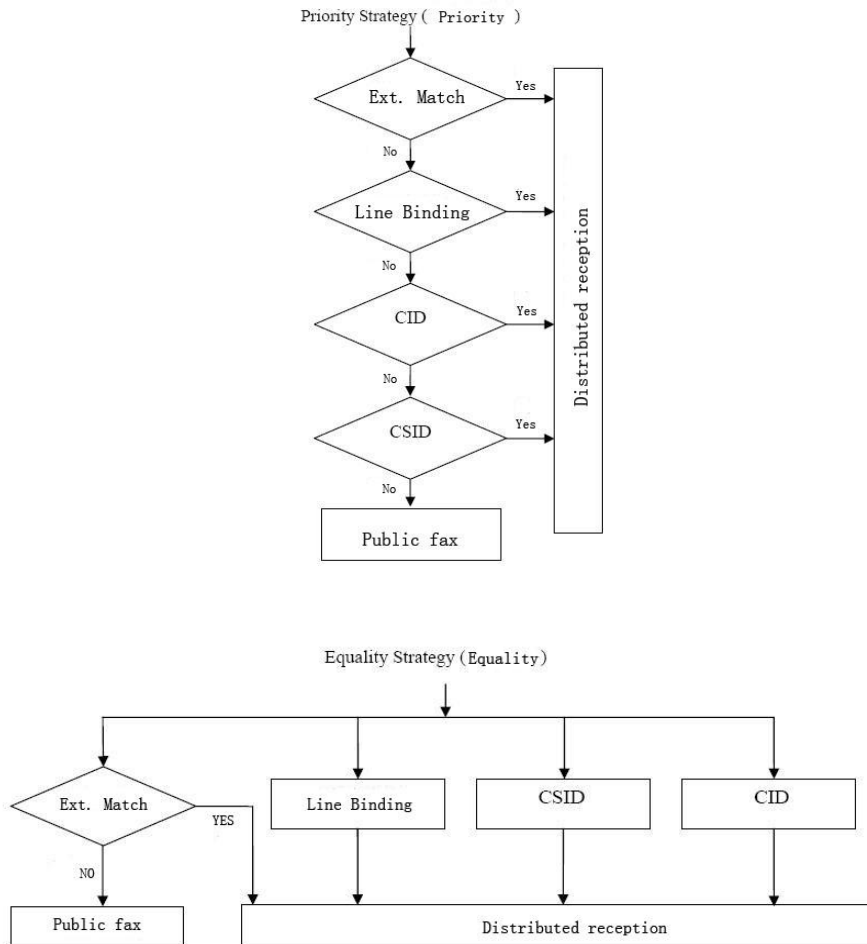 Priority Strategy ( Priority )
Ext. Match
Yes
No
Line Binding
Yes
No
CID
Yes
No
CSID
Yes
No
Public fax
Distributed reception
Equality Strategy (Equality)
Ext. Match
YES
NO
Line Binding
CSID
CID
Public fax
Distributed reception